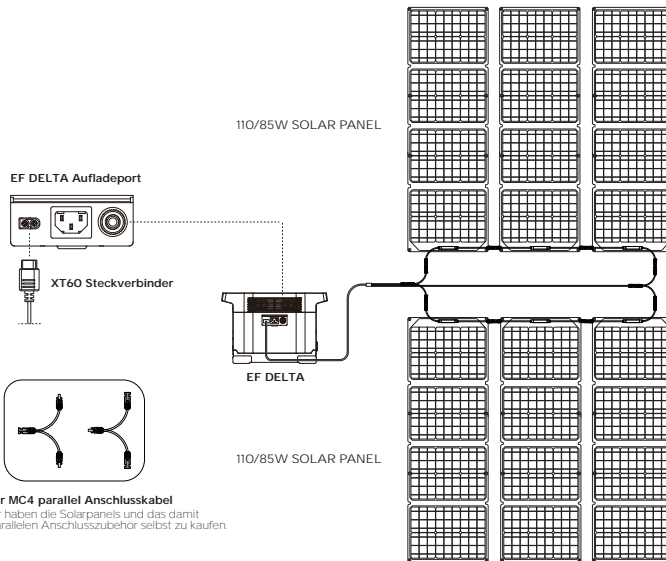 110/85W SOLAR PANEL
EF DELTA Aufladeport
XT60 Steckverbinder
EF DELTA
110/85W SOLAR PANEL
MC4 parallel Anschlusskabel
haben die Solarpanels und das damit
Anschlusszubehör selbst zu kaufen.